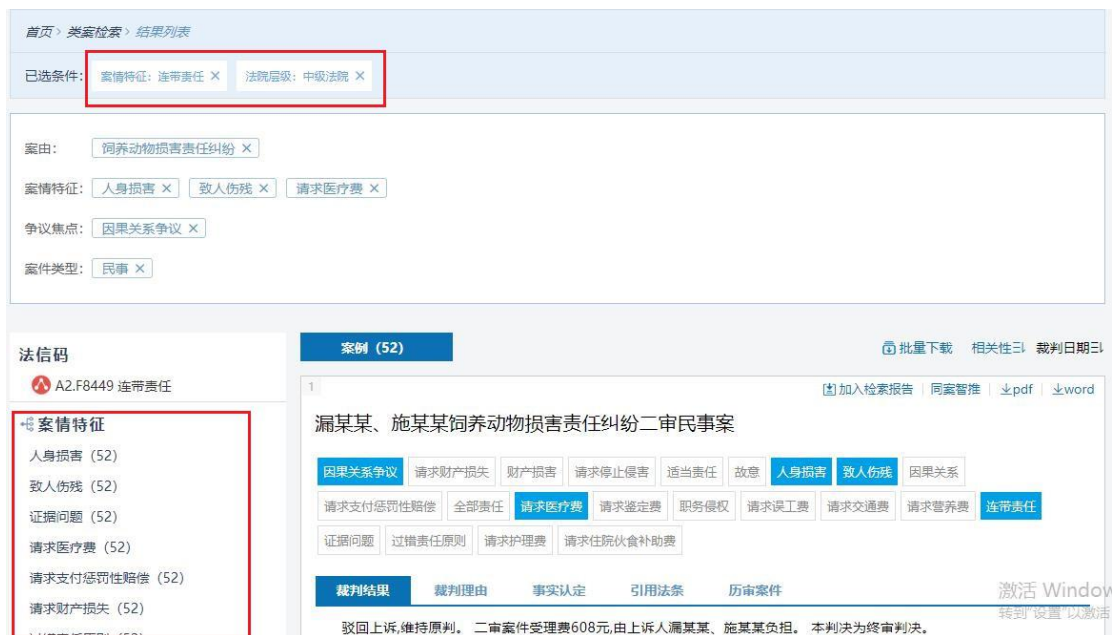 首页 > 类案检索 > 结果列表
已选条件： 案情特征：连带责任 × 法院层级：中级法院 ×
案由： 饲养动物损害责任纠纷 ×
案情特征： 人身损害 × 致人伤残 × 请求医疗费 ×
争议焦点： 因果关系争议 ×
案件类型： 民事 ×
法信码
A2.F8449 连带责任
案情特征
人身损害 (52)
致人伤残 (52)
证据问题 (52)
请求医疗费 (52)
请求支付惩罚性赔偿 (52)
请求财产损失 (52)
案例 (52)
批量下载 相关性 裁判日期
1
加入检索报告 同案智推 pdf word
漏某某、施某某饲养动物损害责任纠纷二审民事案
因果关系争议 请求财产损失 财产损害 请求停止侵害 适当责任 故意 人身损害 致人伤残 因果关系
请求支付惩罚性赔偿 全部责任 请求医疗费 请求鉴定费 职务侵权 请求误工费 请求交通费 请求营养费 连带责任
证据问题 过错责任原则 请求护理费 请求住院伙食补助费
裁判结果 裁判理由 事实认定 引用法条 历审案件
驳回上诉,维持原判。 二审案件受理费608元,由上诉人漏某某、施某某负担。 本判决为终审判决。
激活 Window
转到"设置"以激活